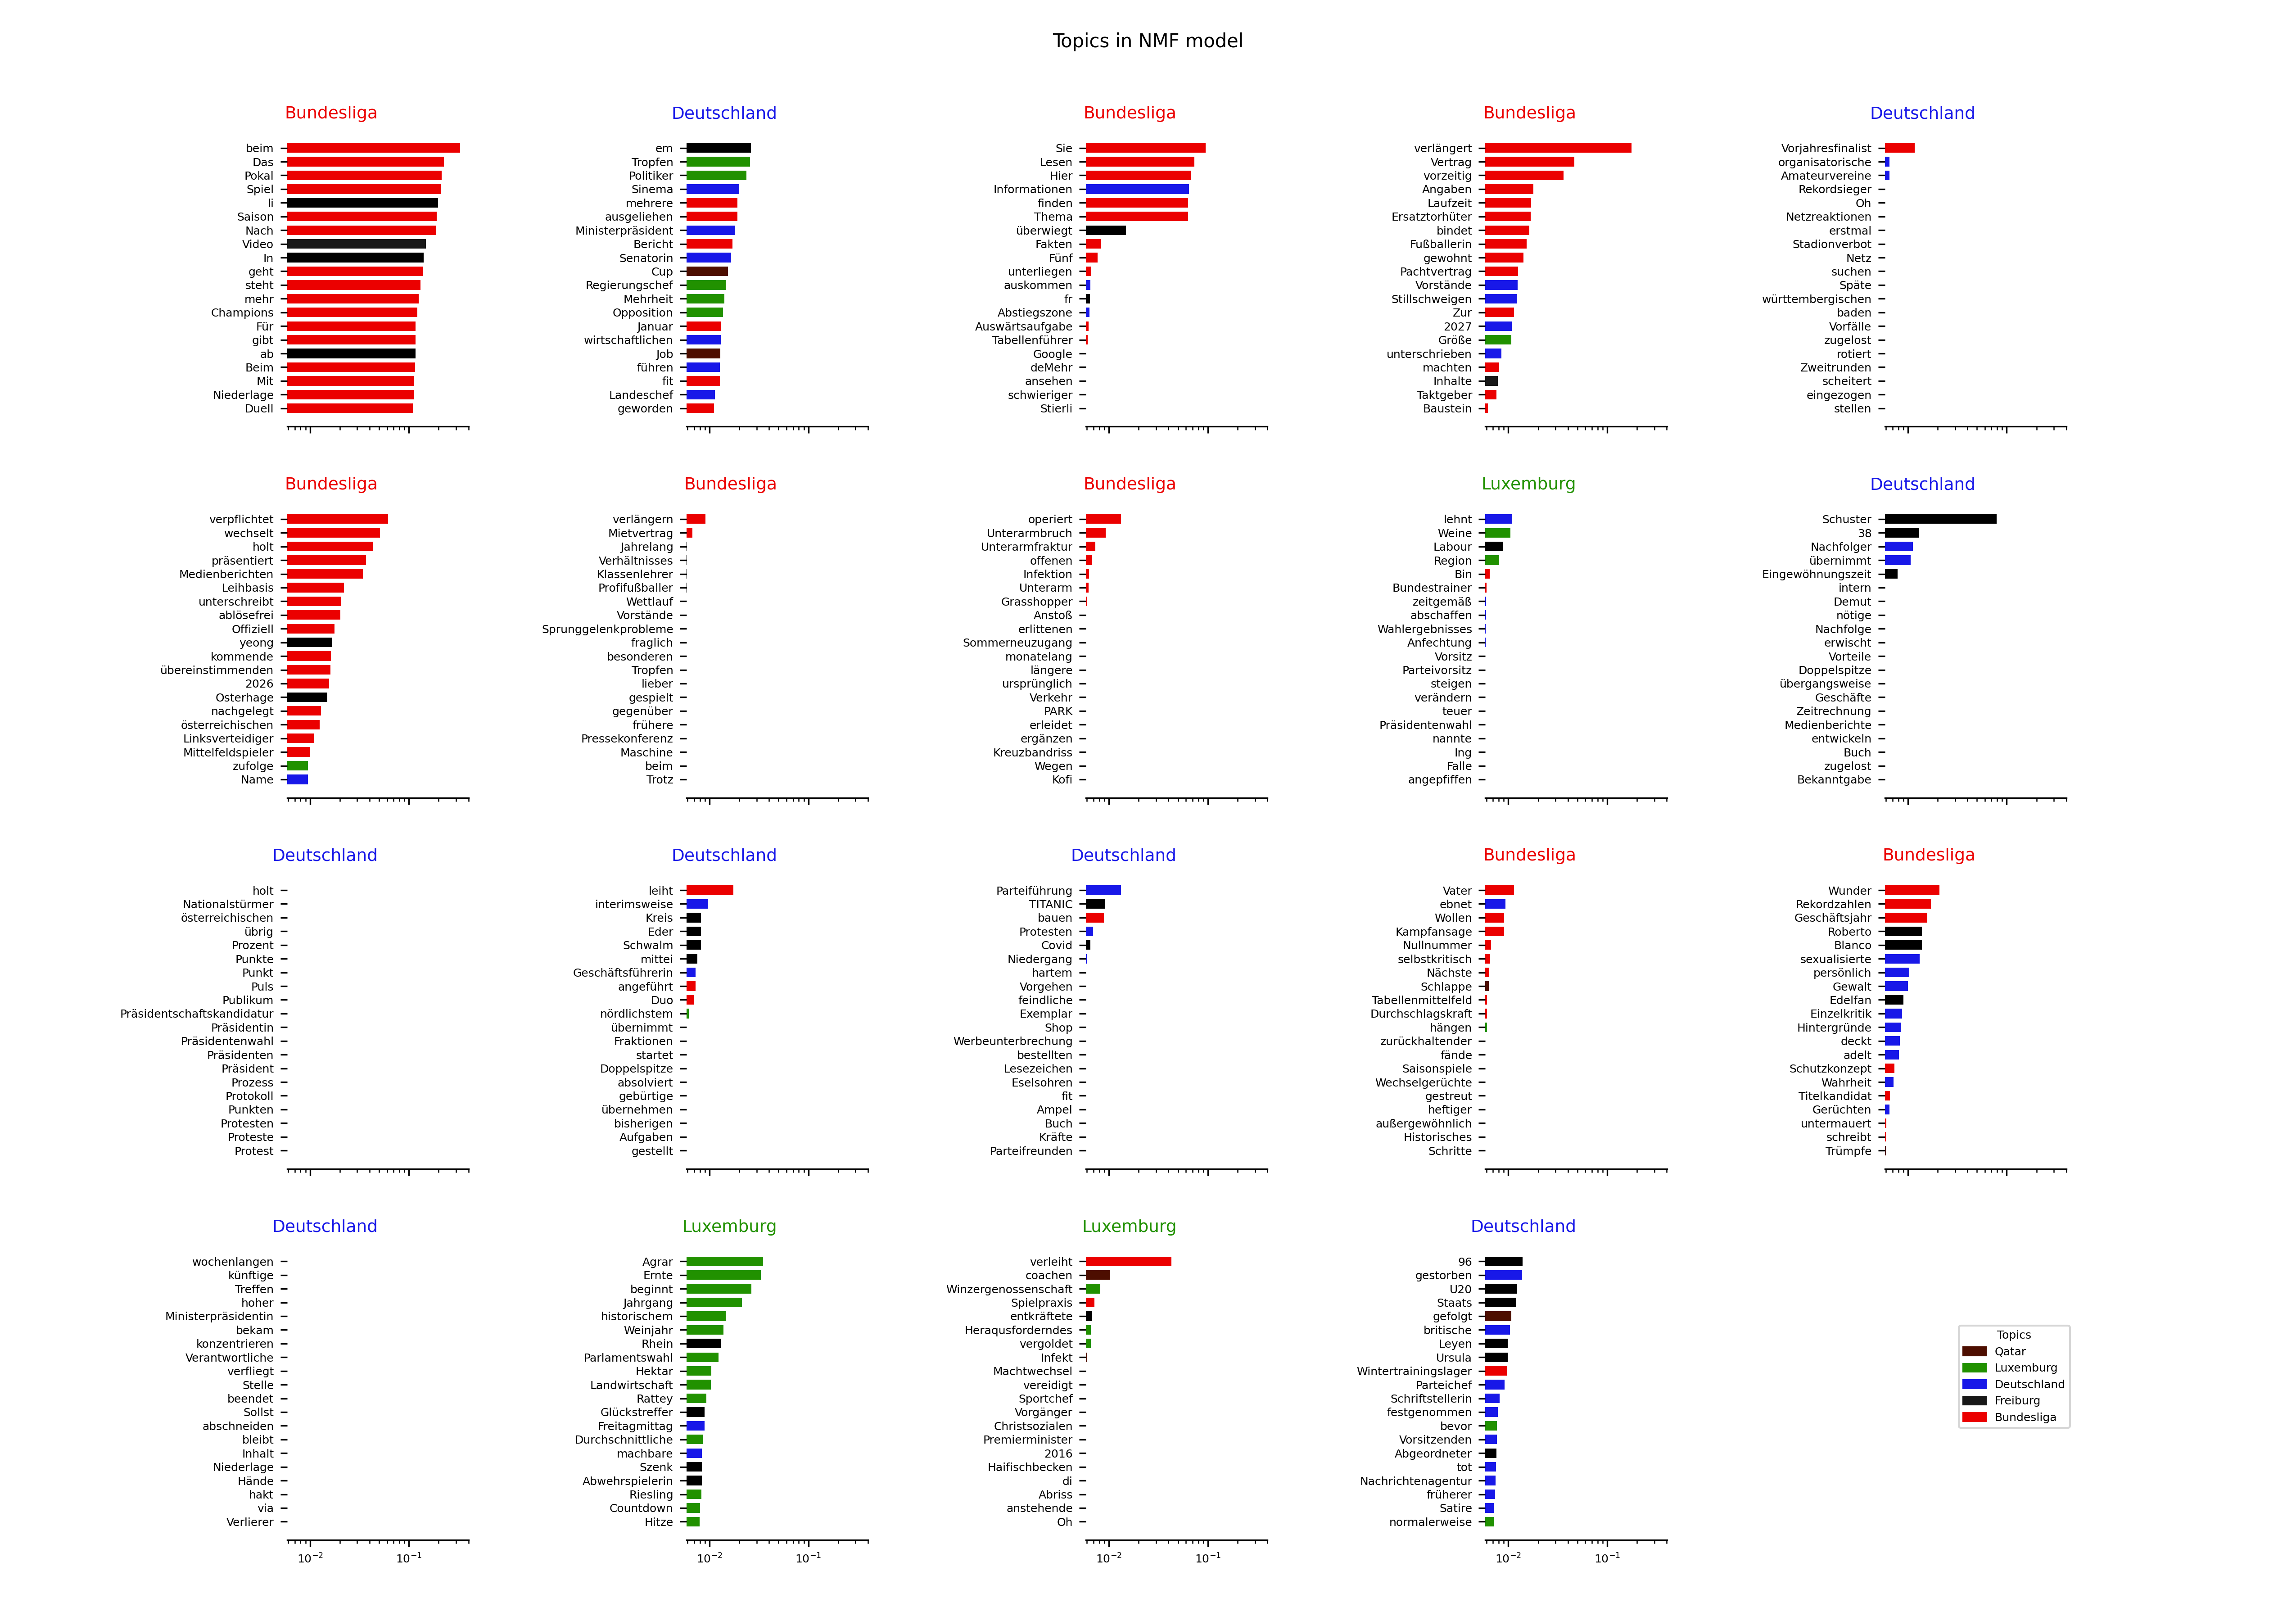 Topics in NMF model
Bundesliga
beim
Das
Pokal
Spiel
li
Saison
Nach
Video
In
geht
steht
mehr
Champions
Für
gibt
ab
Beim
Mit
Niederlage
Duell
Deutschland
em
Tropfen
Politiker
Sinema
mehrere
ausgeliehen
Ministerpräsident
Bericht
Senatorin
Cup
Regierungschef
Mehrheit
Opposition
Januar
wirtschaftlichen
Job
führen
fit
Landeschef
geworden
Bundesliga
Sie
Lesen
Hier
Informationen
finden
Thema
überwiegt
Fakten
Fünf
unterliegen
auskommen
fr
Abstiegszone
Auswärtsaufgabe
Tabellenführer
Google
deMehr
ansehen
schwieriger
Stierli
Bundesliga
verlängert
Vertrag
vorzeitig
Angaben
Laufzeit
Ersatztorhüter
bindet
Fußballerin
gewohnt
Pachtvertrag
Vorstände
Stillschweigen
Zur
2027
Größe
unterschrieben
machten
Inhalte
Taktgeber
Baustein
Deutschland
Vorjahresfinalist
organisatorische
Amateurvereine
Rekordsieger
Oh
Netzreaktionen
erstmal
Stadionverbot
Netz
suchen
Späte
württembergischen
baden
Vorfälle
zugelost
rotiert
Zweitrunden
scheitert
eingezogen
stellen
Bundesliga
verpflichtet
wechselt
holt
präsentiert
Medienberichten
Leihbasis
unterschreibt
ablösefrei
Offiziell
yeong
kommende
übereinstimmenden
2026
Osterhage
nachgelegt
österreichischen
Linksverteidiger
Mittelfeldspieler
zufolge
Name
Bundesliga
verlängern
Mietvertrag
Jahrelang
Verhältnisses
Klassenlehrer
Profifußballer
Wettlauf
Vorstände
Sprunggelenkprobleme
fraglich
besonderen
Tropfen
lieber
gespielt
gegenüber
frühere
Pressekonferenz
Maschine
beim
Trotz
Bundesliga
operiert
Unterarmbruch
Unterarmfraktur
offenen
Infektion
Unterarm
Grasshopper
Anstoß
erlittenen
Sommerneuzugang
monatelang
längere
ursprünglich
Verkehr
PARK
erleidet
ergänzen
Kreuzbandriss
Wegen
Kofi
Luxemburg
lehnt
Weine
Labour
Region
Bin
Bundestrainer
zeitgemäß
abschaffen
Wahlergebnisses
Anfechtung
Vorsitz
Parteivorsitz
steigen
verändern
teuer
Präsidentenwahl
nannte
Ing
Falle
angepfiffen
Deutschland
Schuster
38
Nachfolger
übernimmt
Eingewöhnungszeit
intern
Demut
nötige
Nachfolge
erwischt
Vorteile
Doppelspitze
übergangsweise
Geschäfte
Zeitrechnung
Medienberichte
entwickeln
Buch
zugelost
Bekanntgabe
Deutschland
holt
Nationalstürmer
österreichischen
übrig
Prozent
Punkte
Punkt
Puls
Publikum
Präsidentschaftskandidatur
Präsidentin
Präsidentenwahl
Präsidenten
Präsident
Prozess
Protokoll
Punkten
Protesten
Proteste
Protest
Deutschland
leiht
interimsweise
Kreis
Eder
Schwalm
mittei
Geschäftsführerin
angeführt
Duo
nördlichstem
übernimmt
Fraktionen
startet
Doppelspitze
absolviert
gebürtige
übernehmen
bisherigen
Aufgaben
gestellt
Deutschland
Parteiführung
TITANIC
bauen
Protesten
Covid
Niedergang
hartem
Vorgehen
feindliche
Exemplar
Shop
Werbeunterbrechung
bestellten
Lesezeichen
Eselsohren
fit
Ampel
Buch
Kräfte
Parteifreunden
Bundesliga
Vater
ebnet
Wollen
Kampfansage
Nullnummer
selbstkritisch
Nächste
Schlappe
Tabellenmittelfeld
Durchschlagskraft
hängen
zurückhaltender
fände
Saisonspiele
Wechselgerüchte
gestreut
heftiger
außergewöhnlich
Historisches
Schritte
Bundesliga
Wunder
Rekordzahlen
Geschäftsjahr
Roberto
Blanco
sexualisierte
persönlich
Gewalt
Edelfan
Einzelkritik
Hintergründe
deckt
adelt
Schutzkonzept
Wahrheit
Titelkandidat
Gerüchten
untermauert
schreibt
Trümpfe
Deutschland
wochenlangen
künftige
Treffen
hoher
Ministerpräsidentin
bekam
konzentrieren
Verantwortliche
verfliegt
Stelle
beendet
Sollst
abschneiden
bleibt
Inhalt
Niederlage
Hände
hakt
via
Verlierer
10⁻² 10⁻¹
Luxemburg
Agrar
Ernte
beginnt
Jahrgang
historischem
Weinjahr
Rhein
Parlamentswahl
Hektar
Landwirtschaft
Rattey
Glückstreffer
Freitagmittag
Durchschnittliche
machbare
Szenk
Abwehrspielerin
Riesling
Countdown
Hitze
10⁻² 10⁻¹
Luxemburg
verleiht
coachen
Winzergenossenschaft
Spielpraxis
entkräftete
Heraqusforderndes
vergoldet
Infekt
Machtwechsel
vereidigt
Sportchef
Vorgänger
Christsozialen
Premierminister
2016
Haifischbecken
di
Abriss
anstehende
Oh
10⁻² 10⁻¹
Deutschland
96
gestorben
U20
Staats
gefolgt
britische
Leyen
Ursula
Wintertrainingslager
Parteichef
Schriftstellerin
festgenommen
bevor
Vorsitzenden
Abgeordneter
tot
Nachrichtenagentur
früherer
Satire
normalerweise
10⁻² 10⁻¹
Topics
Qatar
Luxemburg
Deutschland
Freiburg
Bundesliga